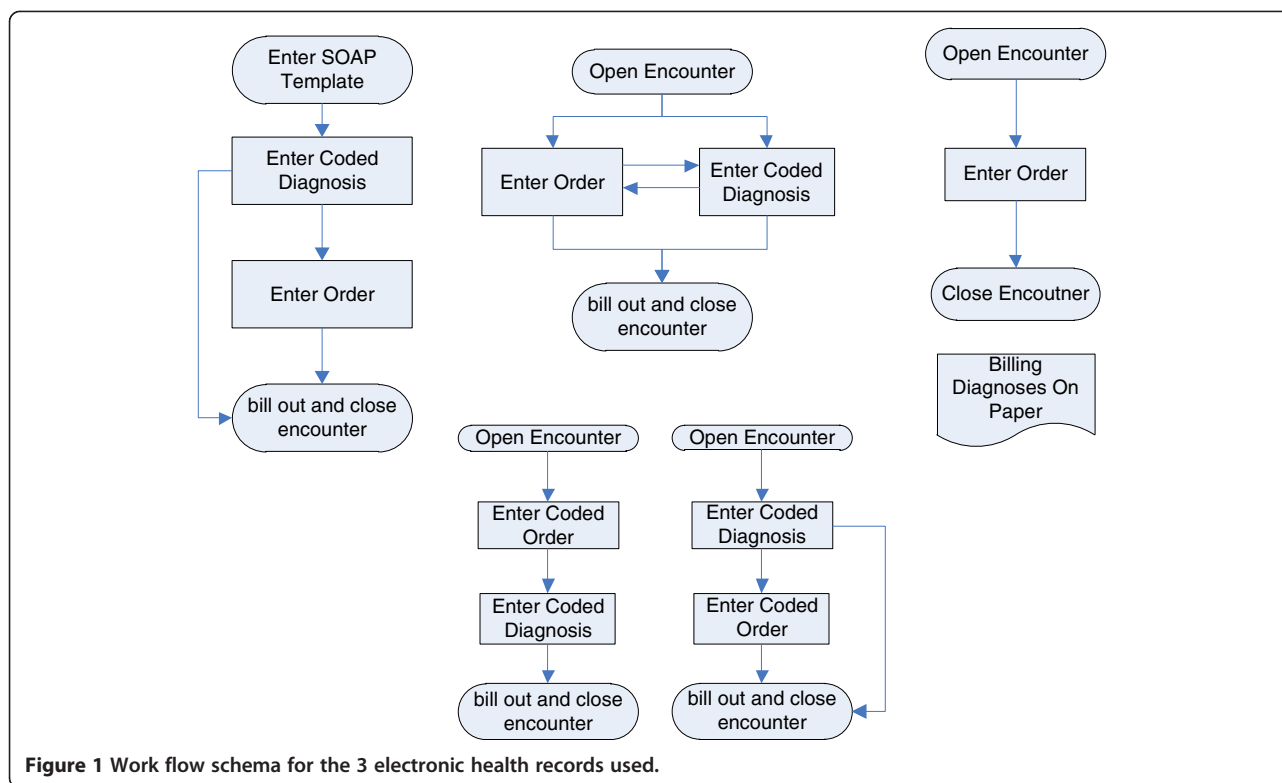 Enter SOAP
Template
Enter Coded
Diagnosis
Enter Order
bill out and close
encounter
Open Encounter
Enter Order
Enter Coded
Diagnosis
bill out and close
encounter
Open Encounter
Enter Order
Close Encoutner
Billing
Diagnoses On
Paper
Open Encounter
Enter Coded
Order
Enter Coded
Diagnosis
bill out and close
encounter
Open Encounter
Enter Coded
Diagnosis
Enter Coded
Order
bill out and close
encounter
Figure 1 Work flow schema for the 3 electronic health records used.